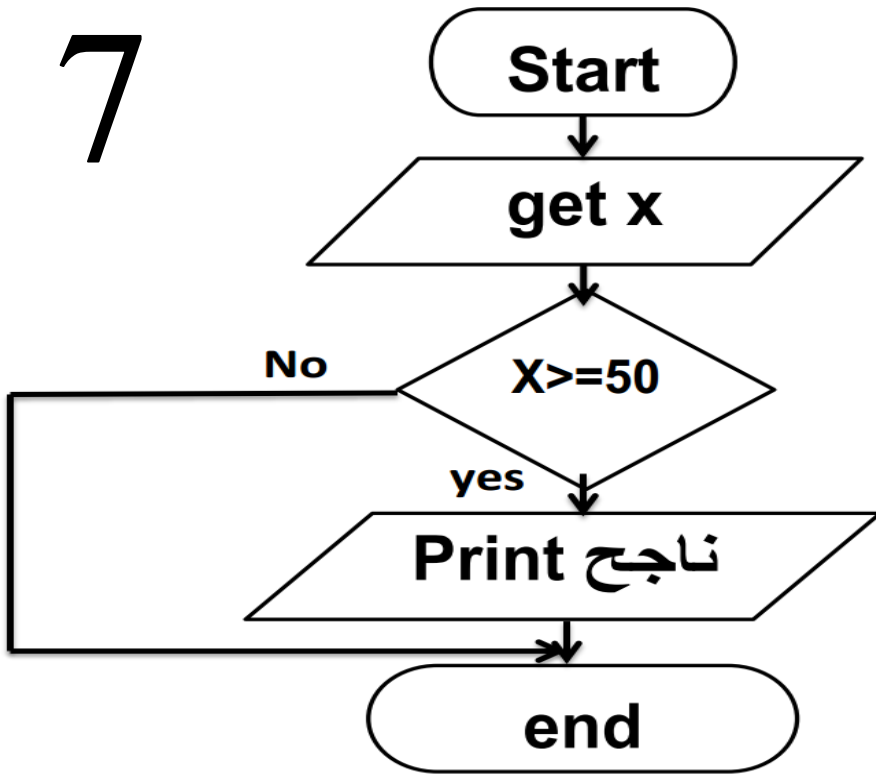 7
Start
get x
X>=50
No
yes
Print ناجح
end